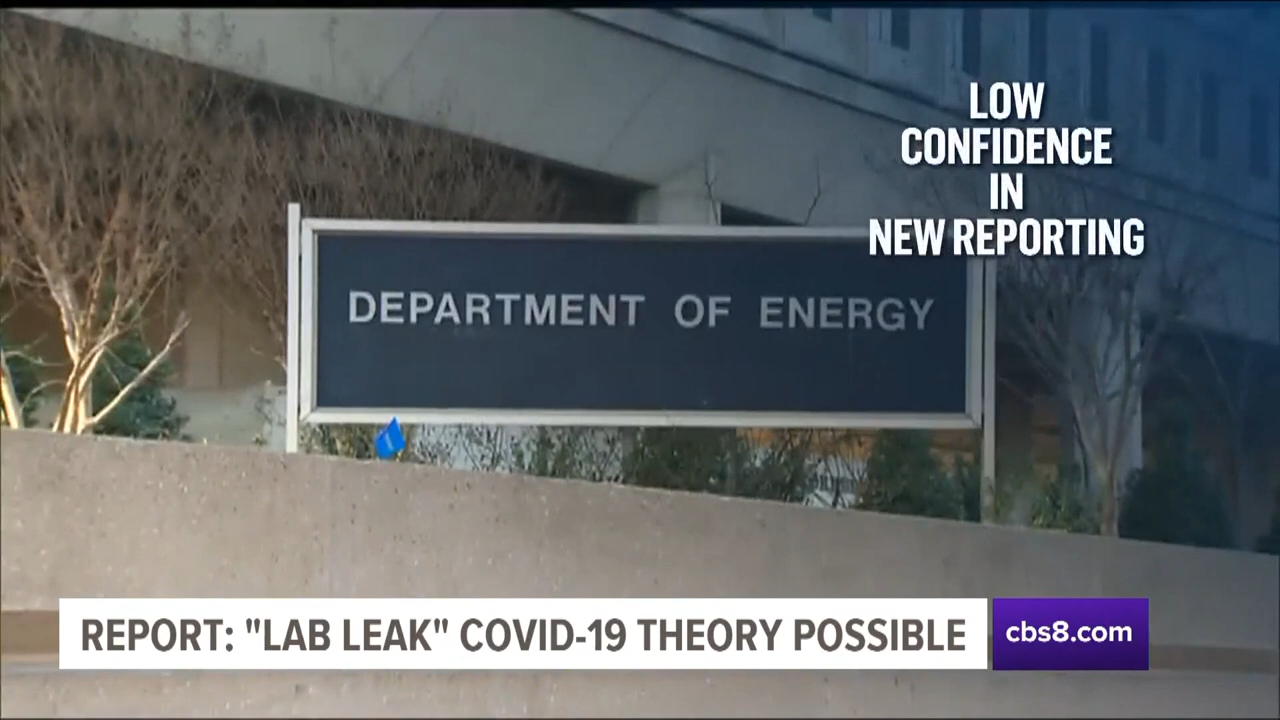 LOW
CONFIDENCE
IN
NEW REPORTING
DEPARTMENT OF ENERGY
REPORT: "LAB LEAK" COVID-19 THEORY POSSIBLE
cbs8.com